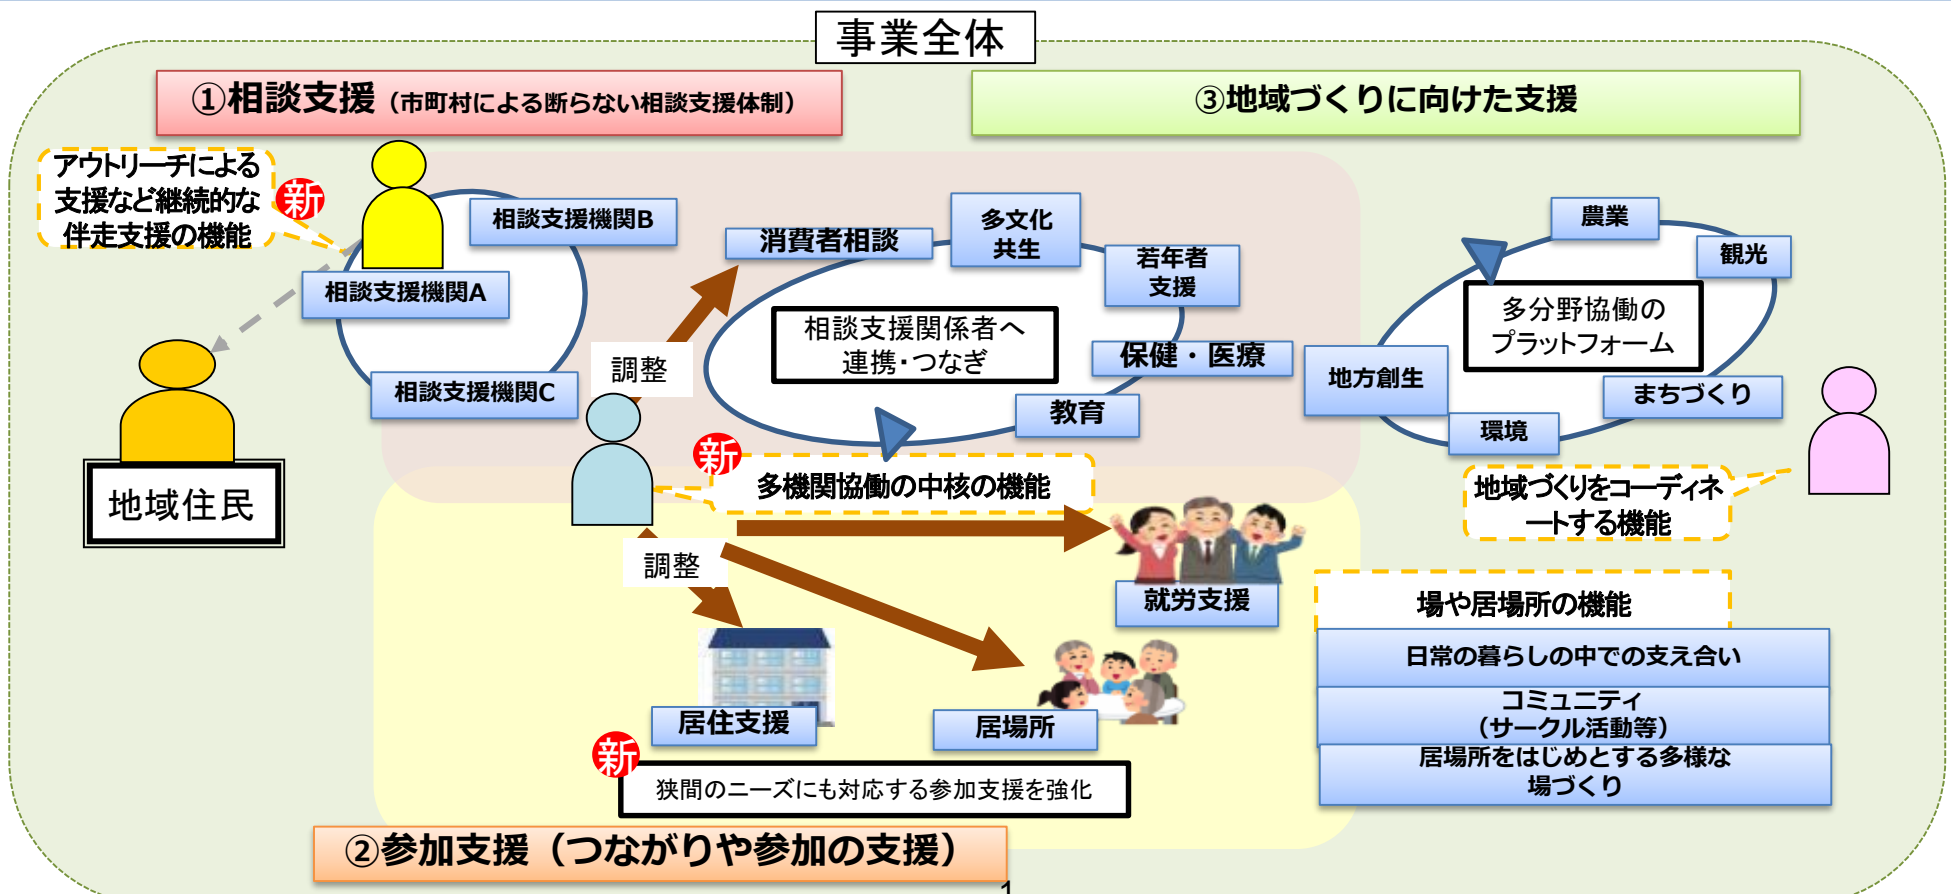 事業全体
①相談支援（市町村による断らない相談支援体制）
③地域づくりに向けた支援
アウトリーチによる
支援など継続的な
伴走支援の機能
新
相談支援機関B
相談支援機関A
相談支援機関C
地域住民
消費者相談
多文化
共生
若年者
支援
保健・医療
教育
相談支援関係者へ
連携・つなぎ
調整
新
多機関協働の中核の機能
農業
観光
多分野協働の
プラットフォーム
地方創生
まちづくり
環境
地域づくりをコーディネ
ートする機能
調整
就労支援
居住支援
居場所
新
狭間のニーズにも対応する参加支援を強化
場や居場所の機能
日常の暮らしの中での支え合い
コミュニティ
（サークル活動等）
居場所をはじめとする多様な
場づくり
②参加支援（つながりや参加の支援）
1